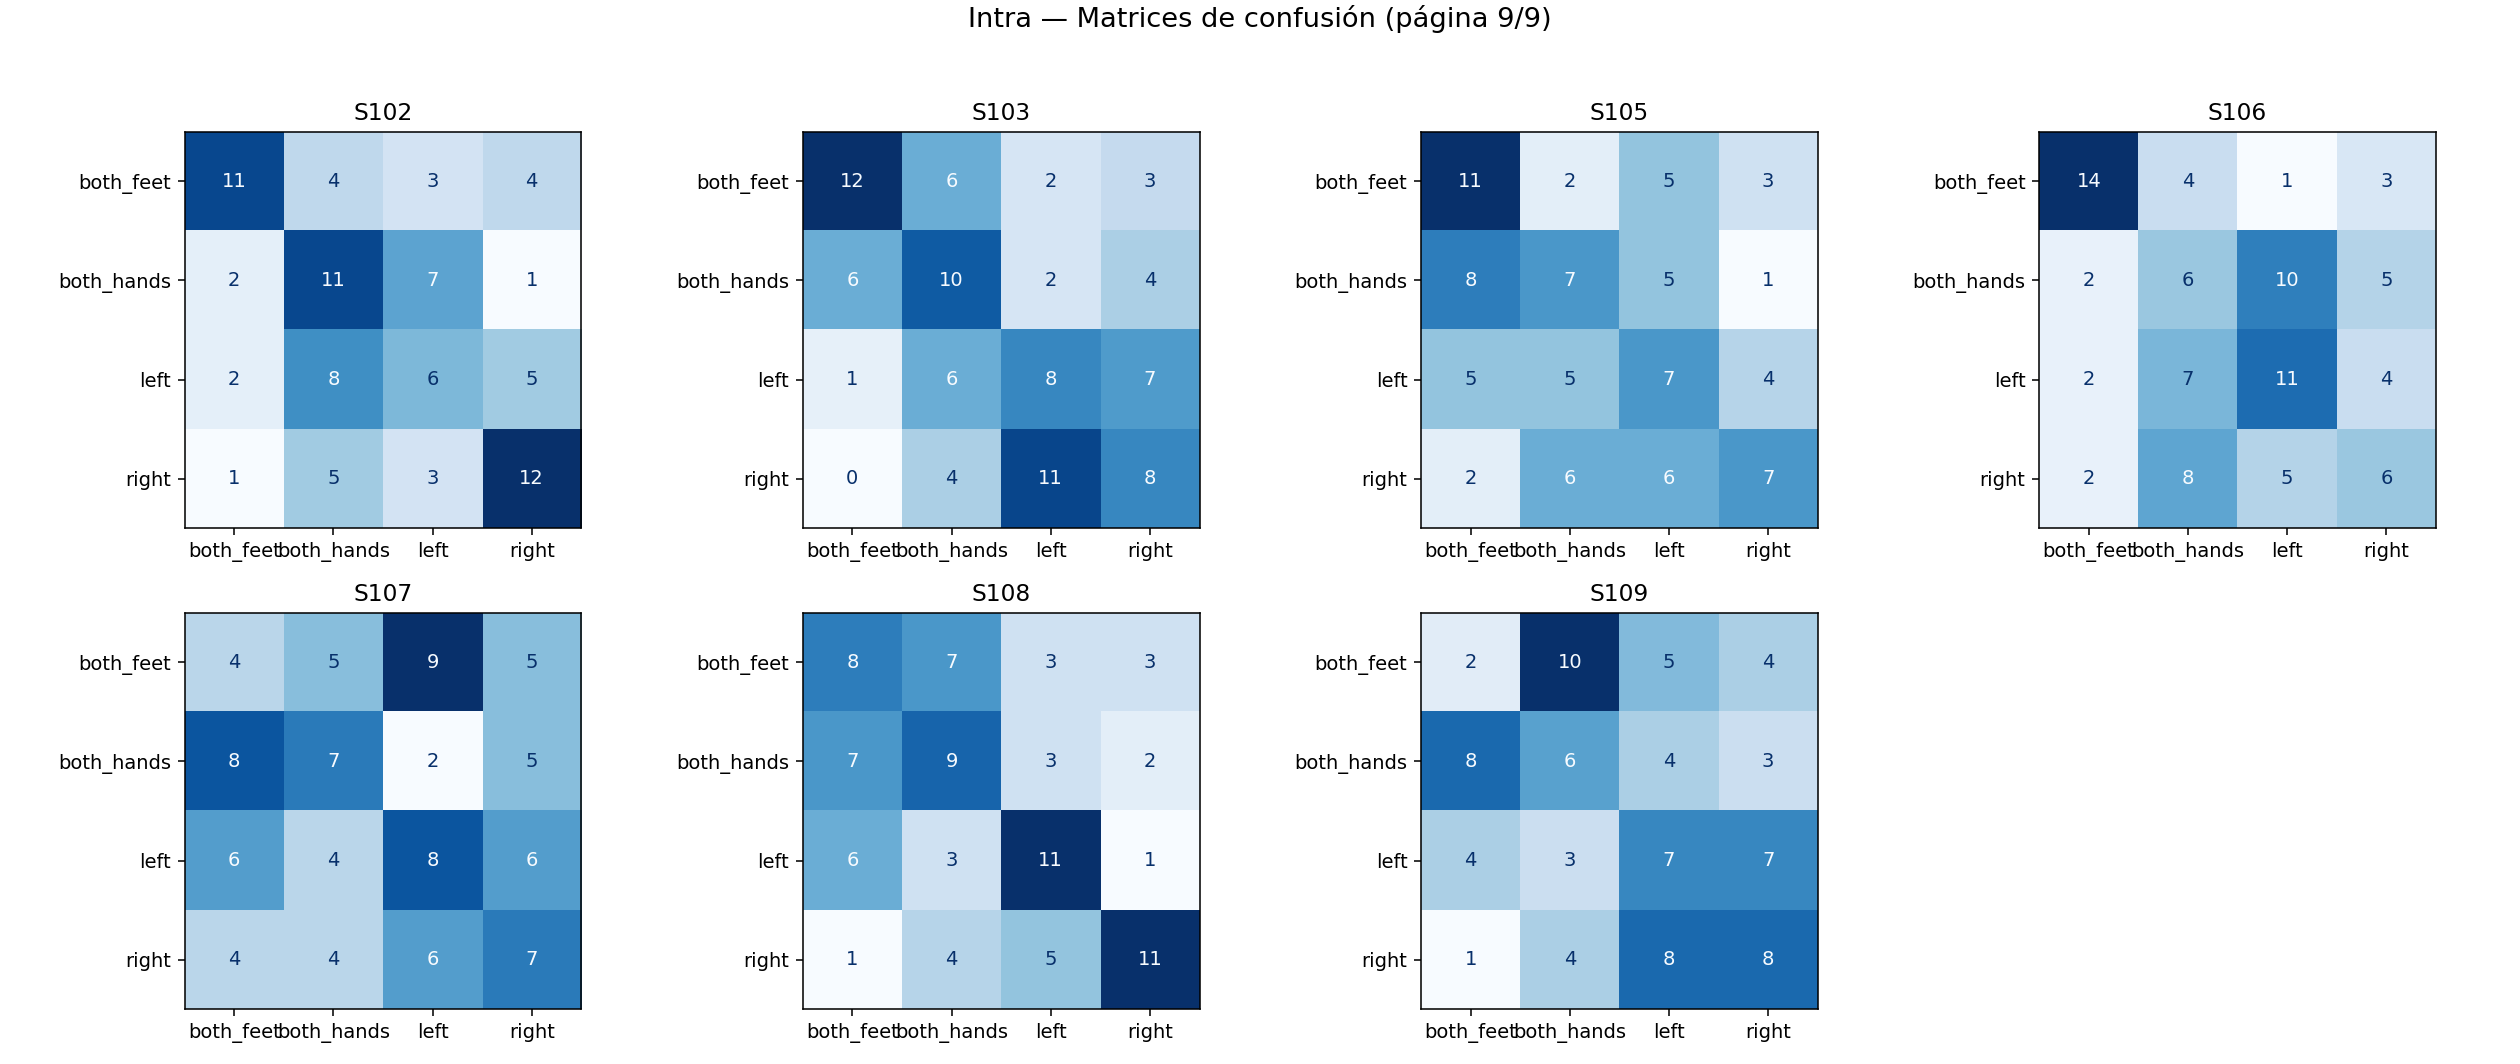 Intra — Matrices de confusión (página 9/9)
S102 S103 S105 S106
both_feet 11 4 3 4 both_feet 12 6 2 3 both_feet 11 2 5 3 both_feet 14 4 1 3
both_hands 2 11 7 1 both_hands 6 10 2 4 both_hands 8 7 5 1 both_hands 2 6 10 5
left 2 8 6 5 left 1 6 8 7 left 5 5 7 4 left 2 7 11 4
right 1 5 3 12 right 0 4 11 8 right 2 6 6 7 right 2 8 5 6
both_feet both_hands left right both_feet both_hands left right both_feet both_hands left right both_feet both_hands left right
S107 S108 S109
both_feet 4 5 9 5 both_feet 8 7 3 3 both_feet 2 10 5 4
both_hands 8 7 2 5 both_hands 7 9 3 2 both_hands 8 6 4 3
left 6 4 8 6 left 6 3 11 1 left 4 3 7 7
right 4 4 6 7 right 1 4 5 11 right 1 4 8 8
both_feet both_hands left right both_feet both_hands left right both_feet both_hands left right